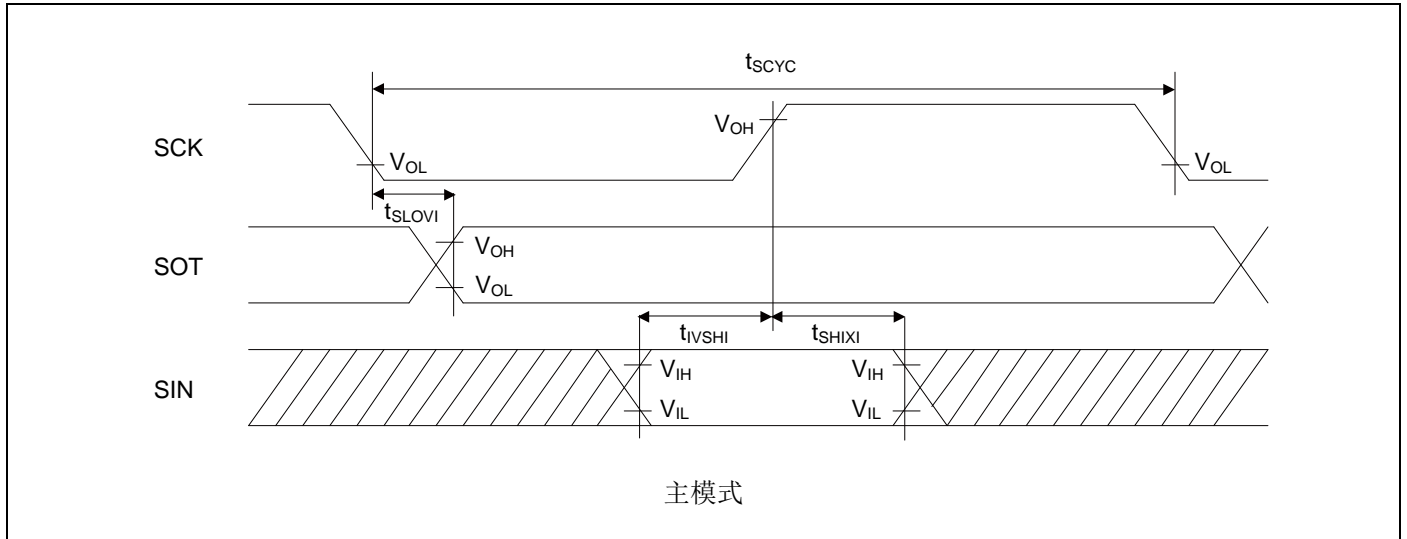 tSCYC
SCK
VOH
VOL
VOL
tSLOVI
SOT
VOH
VOL
tIVSHI
tSHIXI
SIN
VIH
VIH
VIL
VIL
主模式